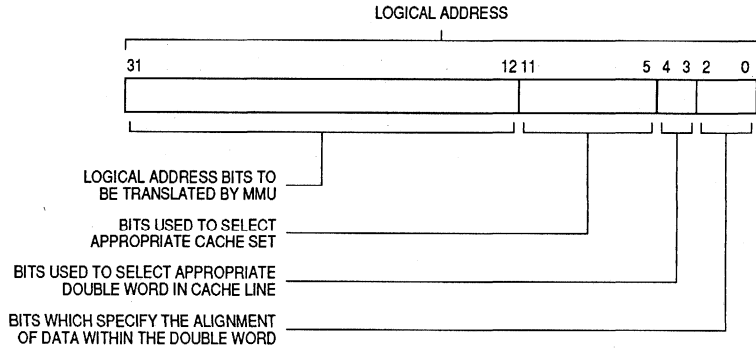 LOGICAL ADDRESS
31 12 11 5 4 3 2 0
LOGICAL ADDRESS BITS TO
BE TRANSLATED BY MMU
BITS USED TO SELECT
APPROPRIATE CACHE SET
BITS USED TO SELECT APPROPRIATE
DOUBLE WORD IN CACHE LINE
BITS WHICH SPECIFY THE ALIGNMENT
OF DATA WITHIN THE DOUBLE WORD